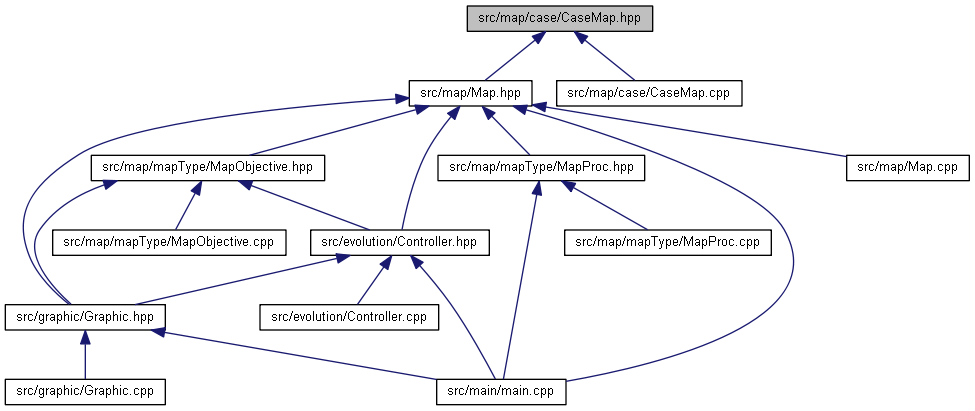 src/map/case/CaseMap.hpp
src/map/Map.hpp
src/map/case/CaseMap.cpp
src/map/mapType/MapObjective.hpp
src/map/mapType/MapProc.hpp
src/map/Map.cpp
src/map/mapType/MapObjective.cpp
src/evolution/Controller.hpp
src/map/mapType/MapProc.cpp
src/graphic/Graphic.hpp
src/evolution/Controller.cpp
src/graphic/Graphic.cpp
src/main/main.cpp